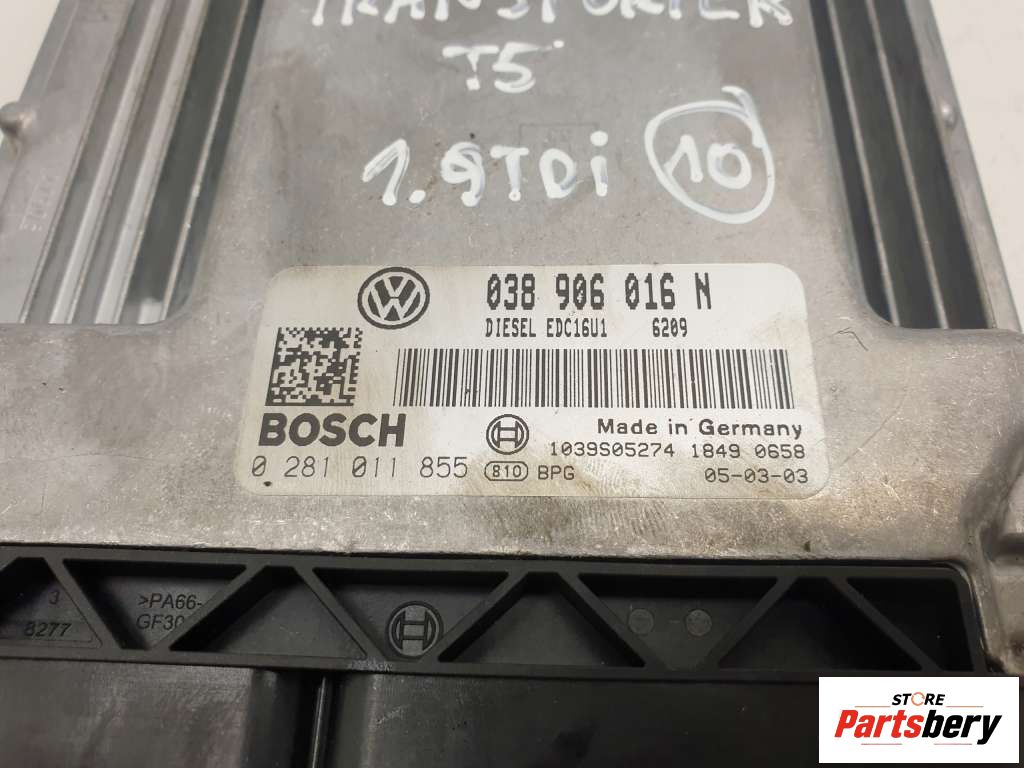 TRANSPORTER
T5
1.9TDi 10
038 906 016 N
DIESEL EDC16U1 6209
BOSCH
Made in Germany
1039S05274 1849 0658
0 281 011 855 810 BPG 05-03-03
>PA66-
GF30
3
8277
STORE
Partsbery